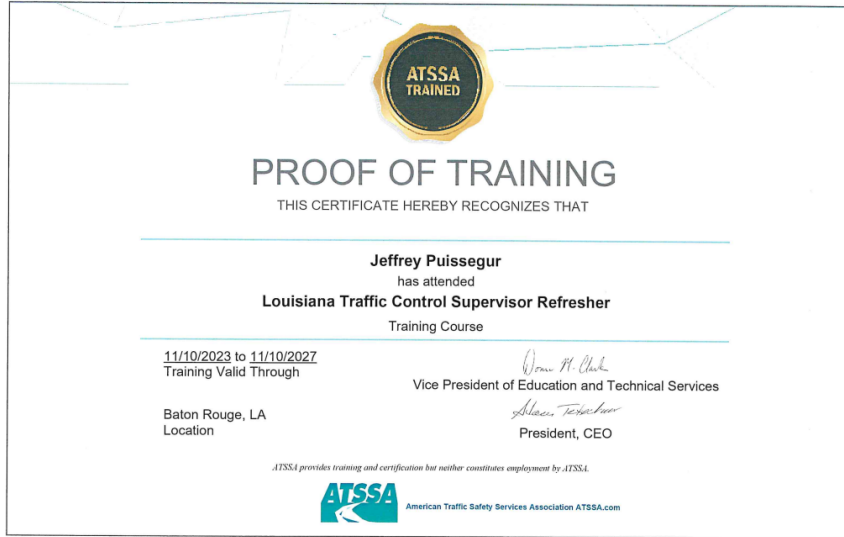 ATSSA
TRAINED
PROOF OF TRAINING
THIS CERTIFICATE HEREBY RECOGNIZES THAT
Jeffrey Puissegur
has attended
Louisiana Traffic Control Supervisor Refresher
Training Course
11/10/2023 to 11/10/2027
Training Valid Through
Vice President of Education and Technical Services
Baton Rouge, LA
Location
President, CEO
ATSSA provides training and certification but neither constitutes employment by ATSSA.
ATSSA
American Traffic Safety Services Association ATSSA.com